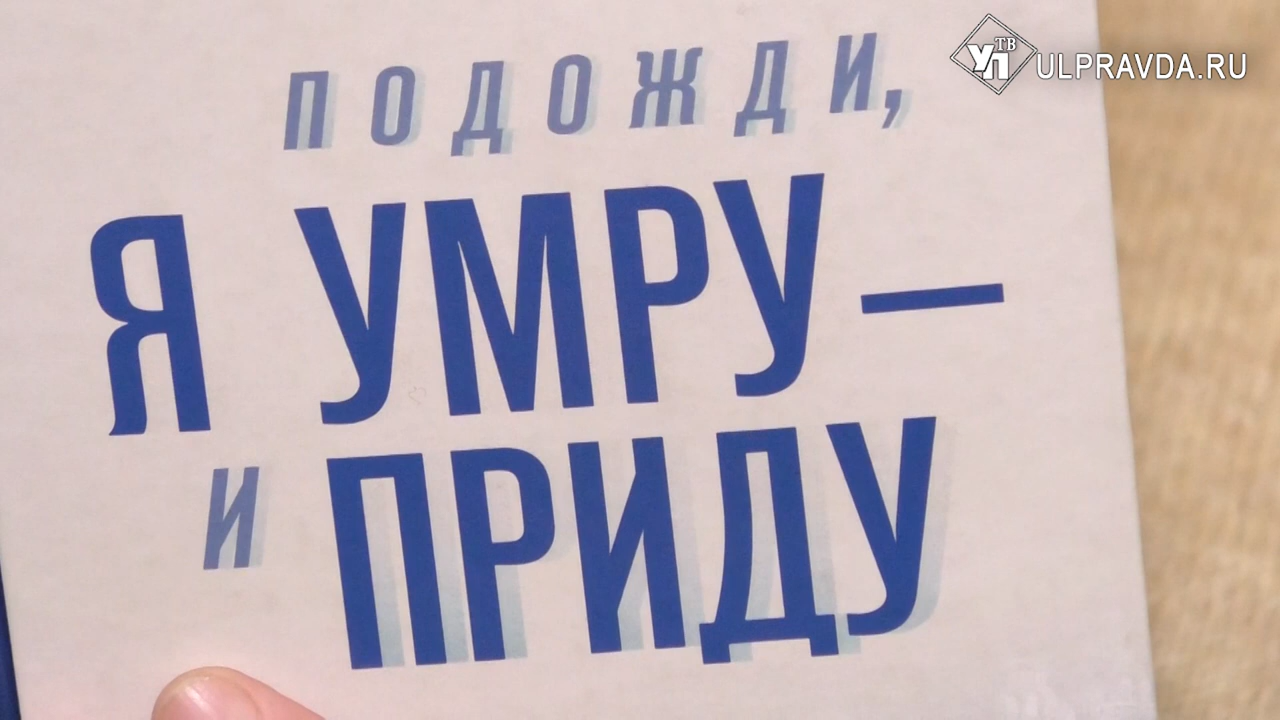 УП ТВ ULPRAVDA.RU
ПОДОЖДИ,
Я УМРУ –
И ПРИДУ